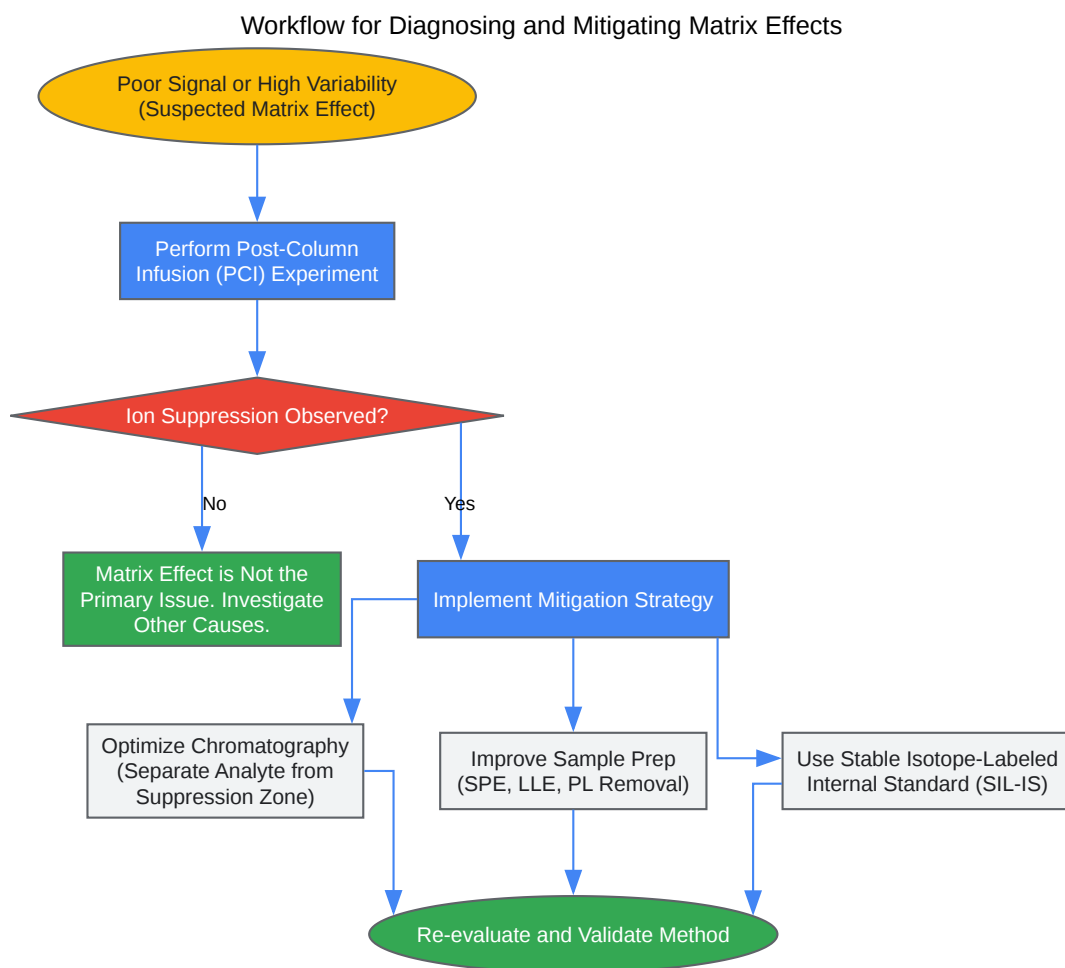 Workflow for Diagnosing and Mitigating Matrix Effects
Poor Signal or High Variability
(Suspected Matrix Effect)
Perform Post-Column
Infusion (PCI) Experiment
Ion Suppression Observed?
No
Yes
Matrix Effect is Not the
Primary Issue. Investigate
Other Causes.
Implement Mitigation Strategy
Optimize Chromatography
(Separate Analyte from
Suppression Zone)
Improve Sample Prep
(SPE, LLE, PL Removal)
Use Stable Isotope-Labeled
Internal Standard (SIL-IS)
Re-evaluate and Validate Method